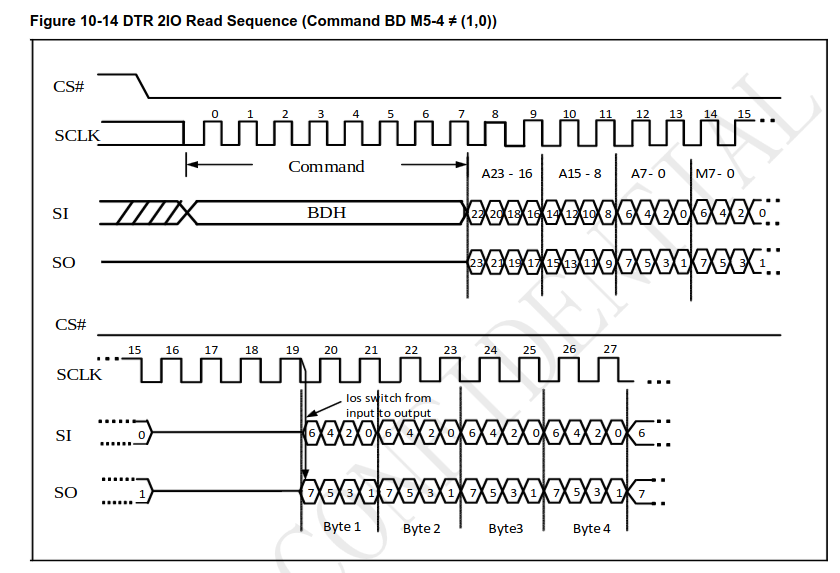 Figure 10-14 DTR 2IO Read Sequence (Command BD M5-4 ≠ (1,0))
CS#
0 1 2 3 4 5 6 7 8 9 10 11 12 13 14 15
SCLK
Command
A23 - 16 A15 - 8 A7- 0 M7- 0
SI BDH 22 20 18 16 14 12 10 8 6 4 2 0 6 4 2 0
SO 23 21 19 17 15 13 11 9 7 5 3 1 7 5 3 1
CS#
15 16 17 18 19 20 21 22 23 24 25 26 27
SCLK
Ios switch from
input to output
SI 0 6 4 2 0 6 4 2 0 6 4 2 0 6 4 2 0 6
SO 1 7 5 3 1 7 5 3 1 7 5 3 1 7 5 3 1 7
Byte 1 Byte 2 Byte3 Byte 4
CONFIDENTIAL